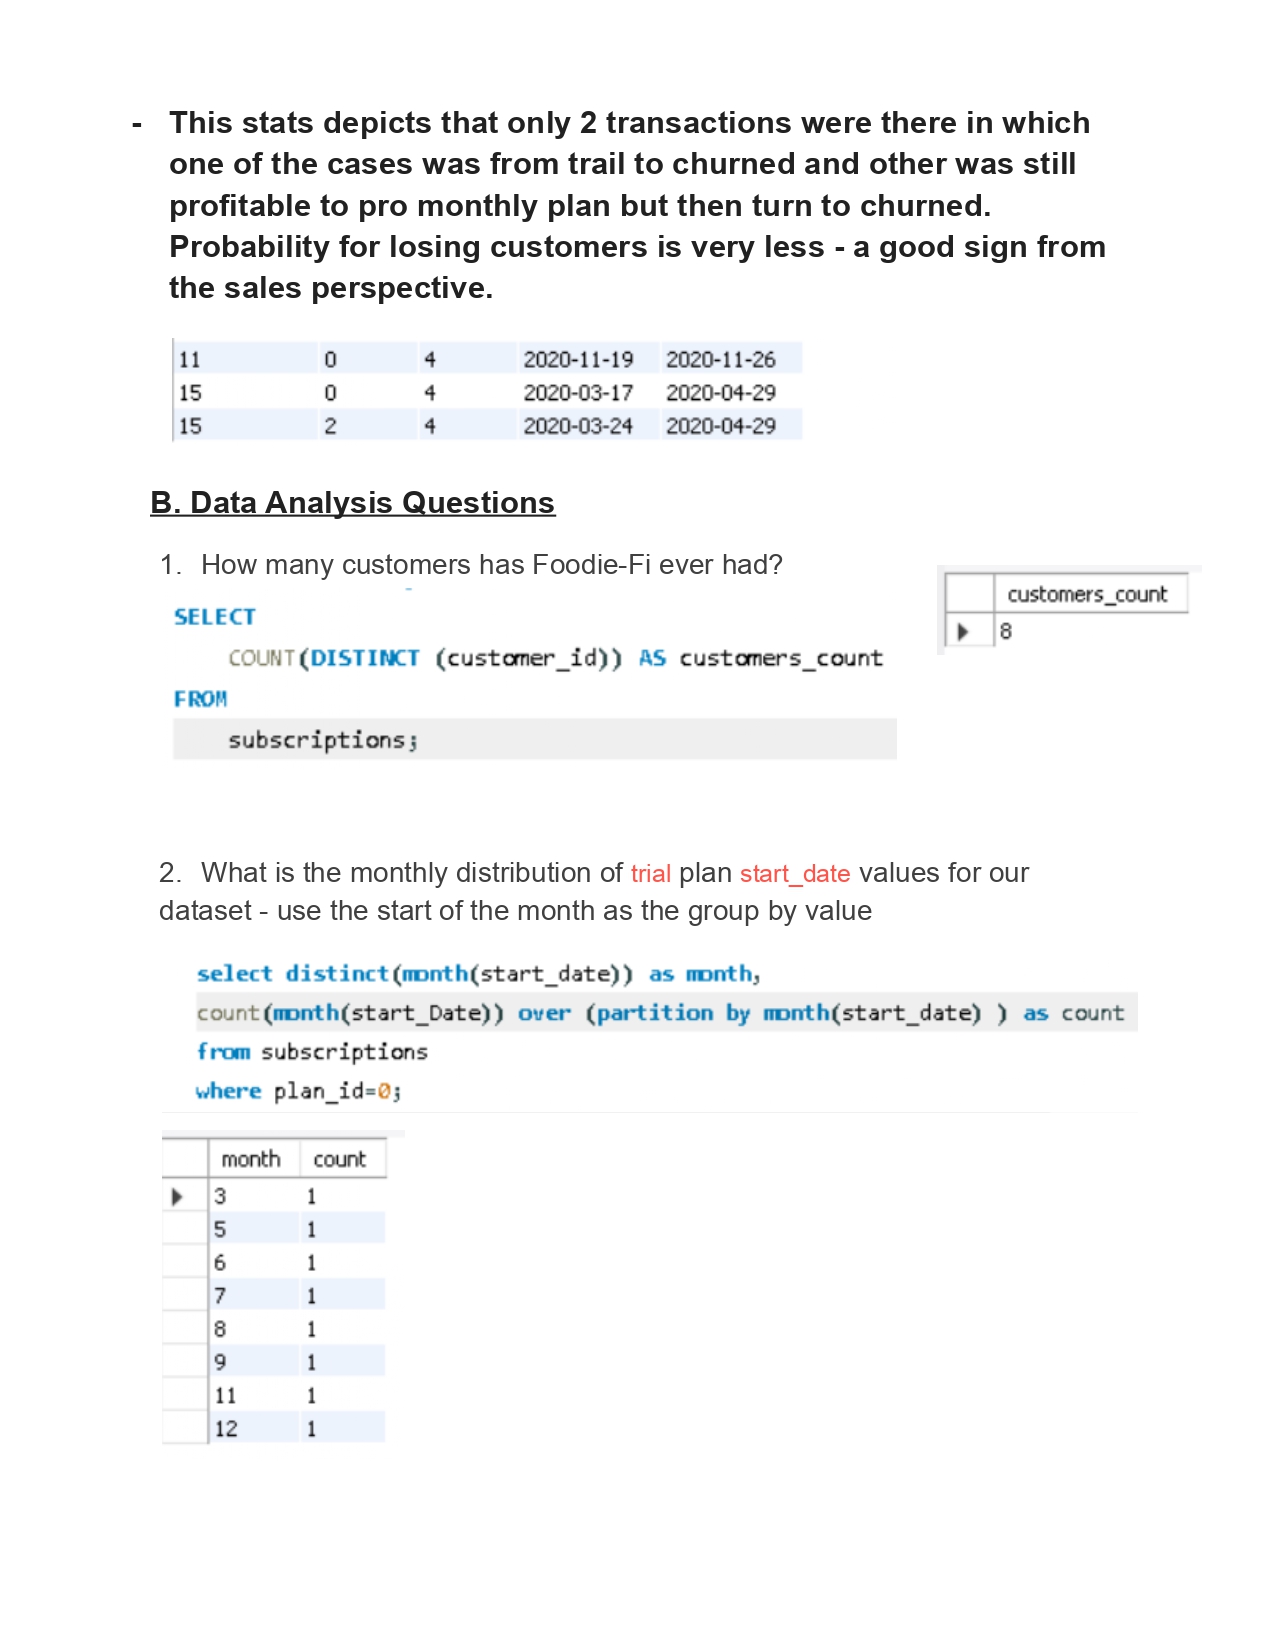 - This stats depicts that only 2 transactions were there in which
one of the cases was from trail to churned and other was still
profitable to pro monthly plan but then turn to churned.
Probability for losing customers is very less - a good sign from
the sales perspective.
11 0 4 2020-11-19 2020-11-26
15 0 4 2020-03-17 2020-04-29
15 2 4 2020-03-24 2020-04-29
B. Data Analysis Questions
1. How many customers has Foodie-Fi ever had?
SELECT
COUNT(DISTINCT (customer_id)) AS customers_count
FROM
subscriptions;
customers_count
8
2. What is the monthly distribution of trial plan start_date values for our
dataset - use the start of the month as the group by value
select distinct(month(start_date)) as month,
count(month(start_Date)) over (partition by month(start_date) ) as count
from subscriptions
where plan_id=0;
month count
3 1
5 1
6 1
7 1
8 1
9 1
11 1
12 1